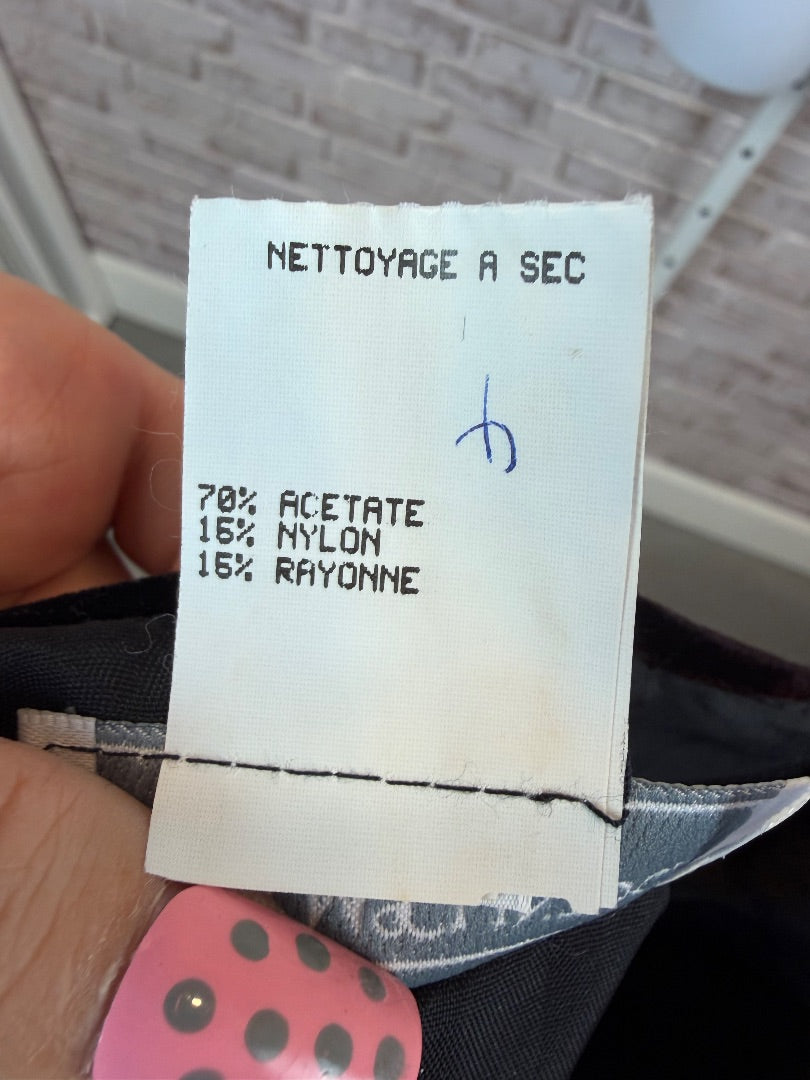 NETTOYAGE A SEC
70% ACETATE
15% NYLON
15% RAYONNE